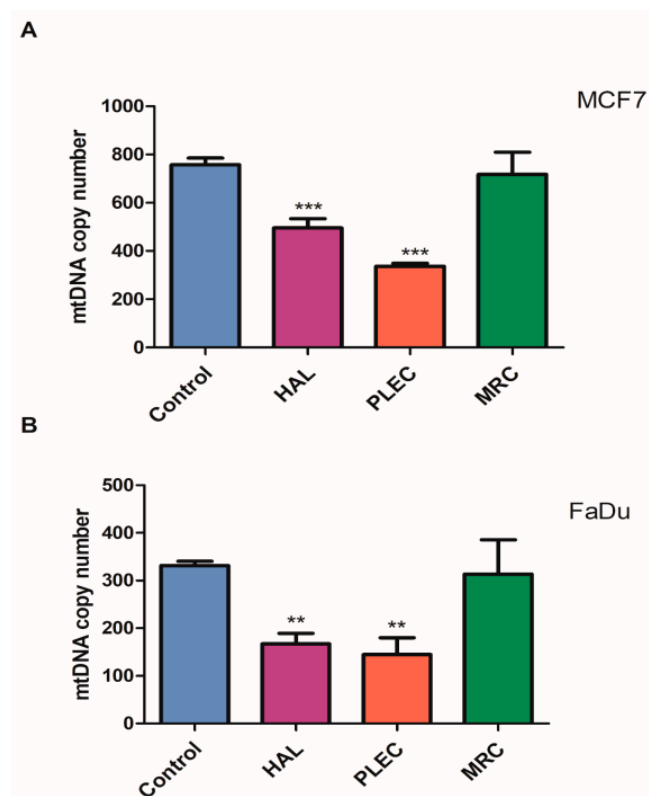 A
MCF7
mtDNA copy number
1000
800
600
400
200
0
***
***
Control
HAL
PLEC
MRC
B
FaDu
mtDNA copy number
500
400
300
200
100
0
**
**
Control
HAL
PLEC
MRC